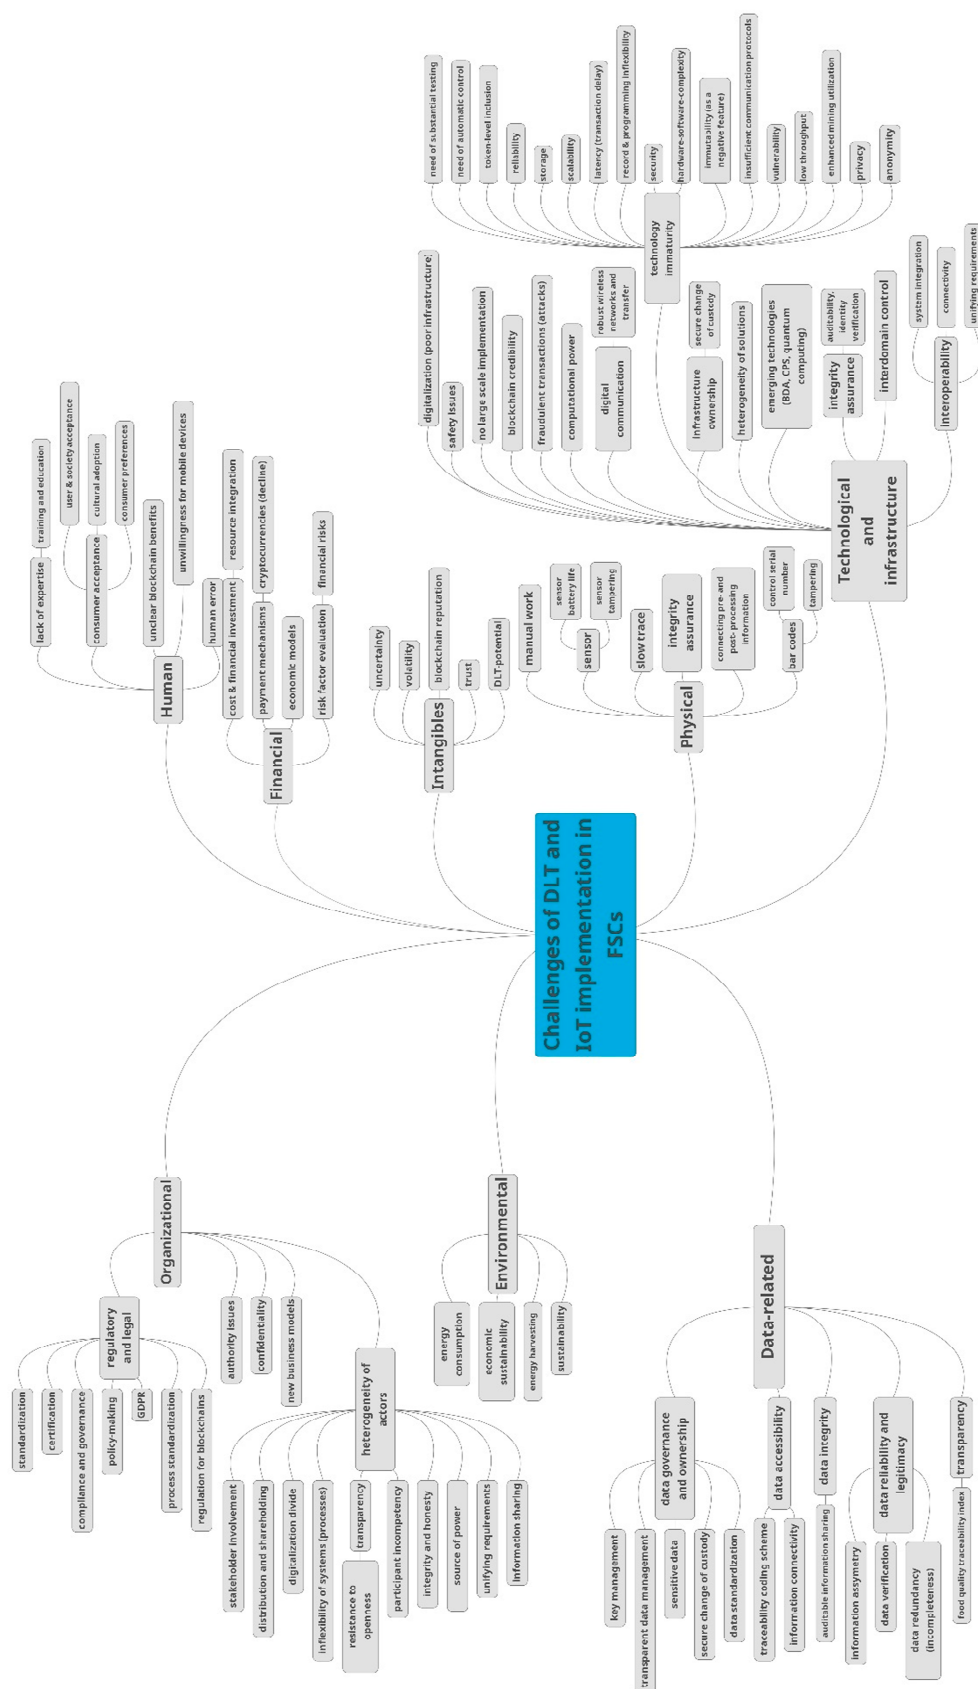 Challenges of DLT and
IoT implementation in
FSCs
Organizational
regulatory
and legal
standardization
certification
compliance and governance
policy-making
GDPR
process standardization
regulation for blockchains
authority issues
confidentiality
new business models
heterogeneity of
actors
stakeholder involvement
distribution and shareholding
digitalization divide
inflexibility of systems (processes)
transparency
resistance to
openness
participant incompetency
integrity and honesty
source of power
unifying requirements
information sharing
Environmental
energy
consumption
economic
sustainability
energy harvesting
sustainability
Data-related
data governance
and ownership
key management
transparent data management
sensitive data
secure change of custody
data standardization
data accessibility
traceability coding scheme
information connectivity
data integrity
auditable information sharing
data reliability and
legitimacy
information assymetry
data verification
data redundancy
(incompleteness)
transparency
food quality traceability index
Human
lack of expertise
training and education
consumer acceptance
user & society acceptance
cultural adoption
consumer preferences
unclear blockchain benefits
unwillingness for mobile devices
human error
Financial
cost & financial investment
resource integration
payment mechanisms
cryptocurrencies (decline)
economic models
risk factor evaluation
financial risks
Intangibles
uncertainty
volatility
blockchain reputation
trust
DLT-potential
Physical
manual work
sensor
sensor
battery life
sensor
tampering
slow trace
integrity
assurance
connecting pre- and
post- processing
information
bar codes
control serial
number
tampering
Technological
and
infrastructure
digitalization (poor infrastructure)
safety issues
no large scale implementation
blockchain credibility
fraudulent transactions (attacks)
computational power
digital
communication
robust wireless
networks and
transfer
technology
immaturity
need of substantial testing
need of automatic control
token-level inclusion
reliability
storage
scalability
latency (transaction delay)
record & programming inflexibility
security
hardware-software-complexity
immutability (as a
negative feature)
insufficient communication protocols
vulnerability
low throughput
enhanced mining utilization
privacy
anonymity
Infrastructure
ownership
secure change
of custody
heterogeneity of solutions
emerging technologies
(BDA, CPS, quantum
computing)
integrity
assurance
auditability,
identity
verification
interdomain control
Interoperability
system integration
connectivity
unifying requirements